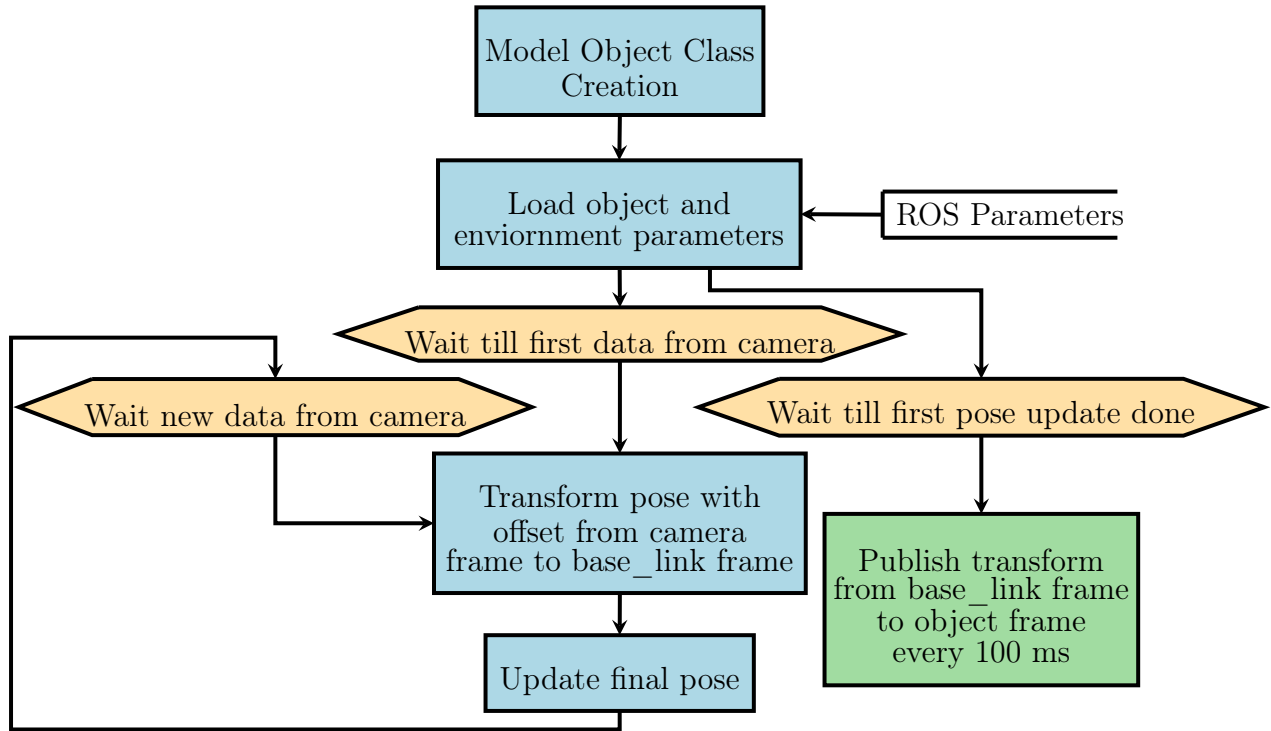 Model Object Class
Creation
Load object and
enviornment parameters
ROS Parameters
Wait till first data from camera
Wait new data from camera
Wait till first pose update done
Transform pose with
offset from camera
frame to base_link frame
Publish transform
from base_link frame
to object frame
every 100 ms
Update final pose